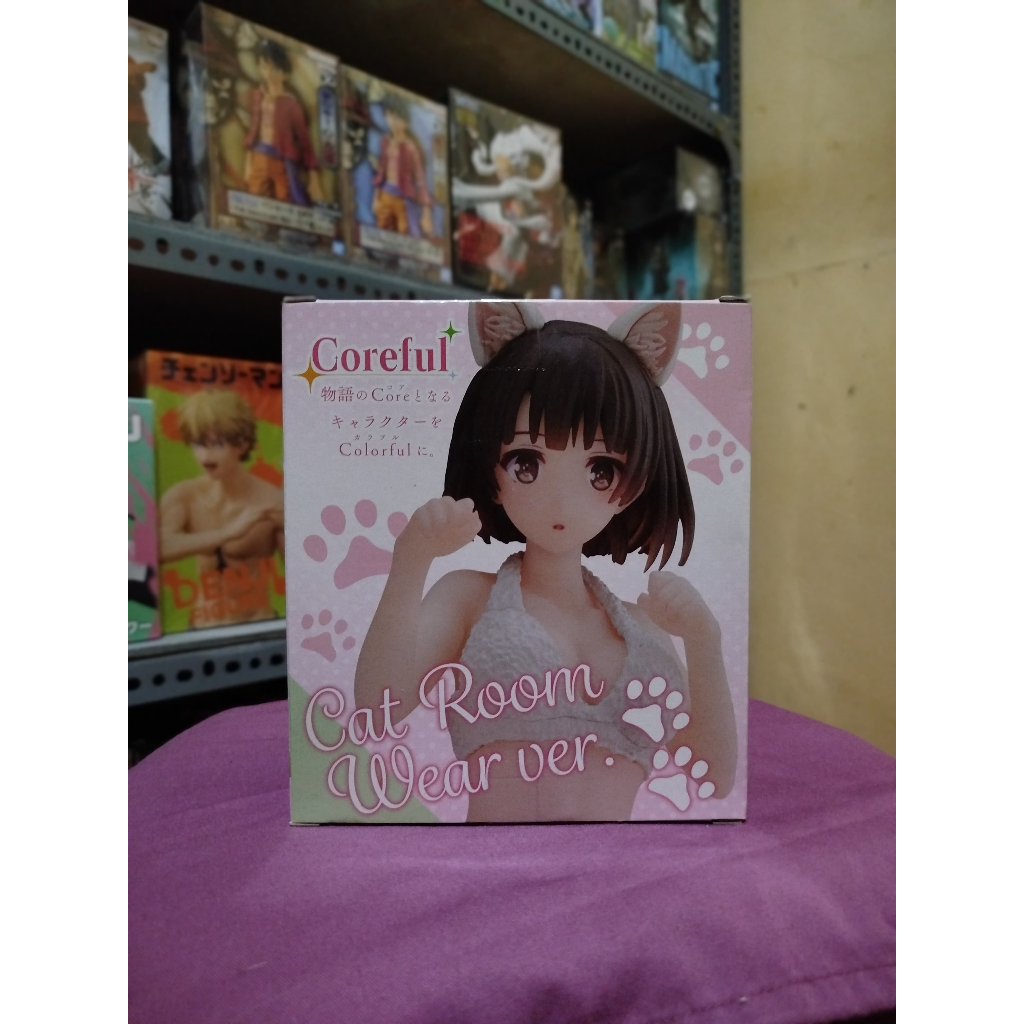 Coreful
コア
物語のCoreとなる
キャラクターを
カラフル
Colorfulに。
Cat Room
Wear ver.
チェンソーマン